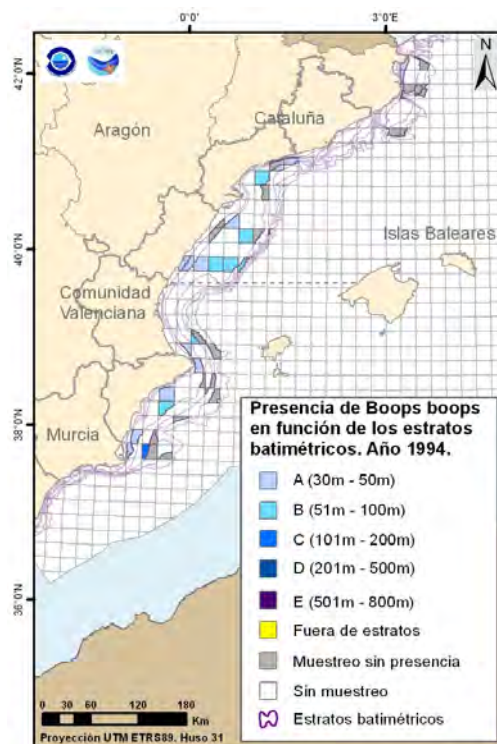 0°0'
3°0'E
42°0'N
N
Cataluña
Aragón
40°0'N
Islas Baleares
Comunidad
Valenciana
38°0'N
Murcia
36°0'N
Presencia de Boops boops
en función de los estratos
batimétricos. Año 1994.
A (30m - 50m)
B (51m - 100m)
C (101m - 200m)
D (201m - 500m)
E (501m - 800m)
Fuera de estratos
Muestreo sin presencia
Sin muestreo
Estratos batimétricos
0 30 60 120 180
Km
Proyección UTM ETRS89. Huso 31